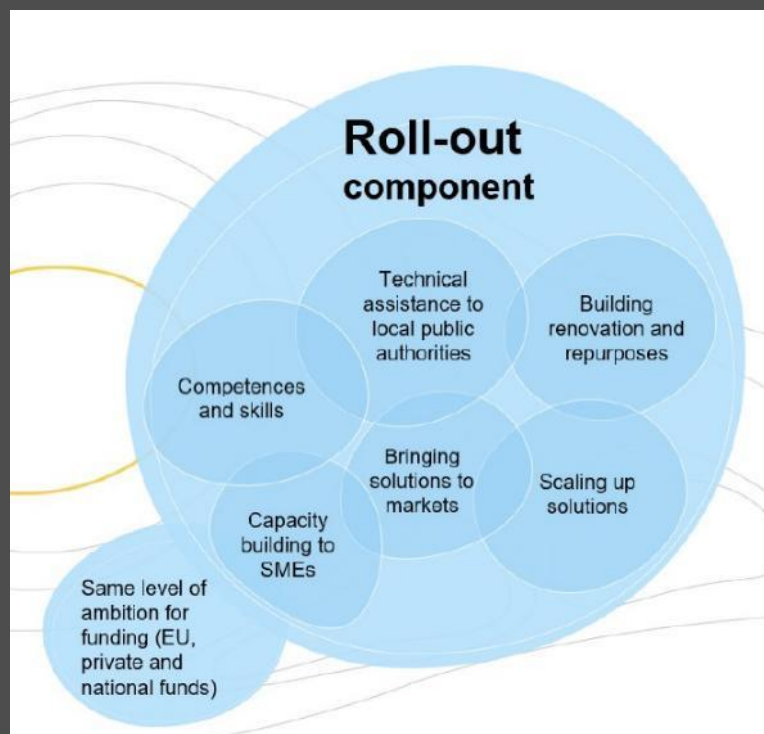 Roll-out
component
Technical
assistance to
local public
authorities
Building
renovation and
repurposes
Competences
and skills
Bringing
solutions to
markets
Scaling up
solutions
Capacity
building to
SMEs
Same level of
ambition for
funding (EU,
private and
national funds)